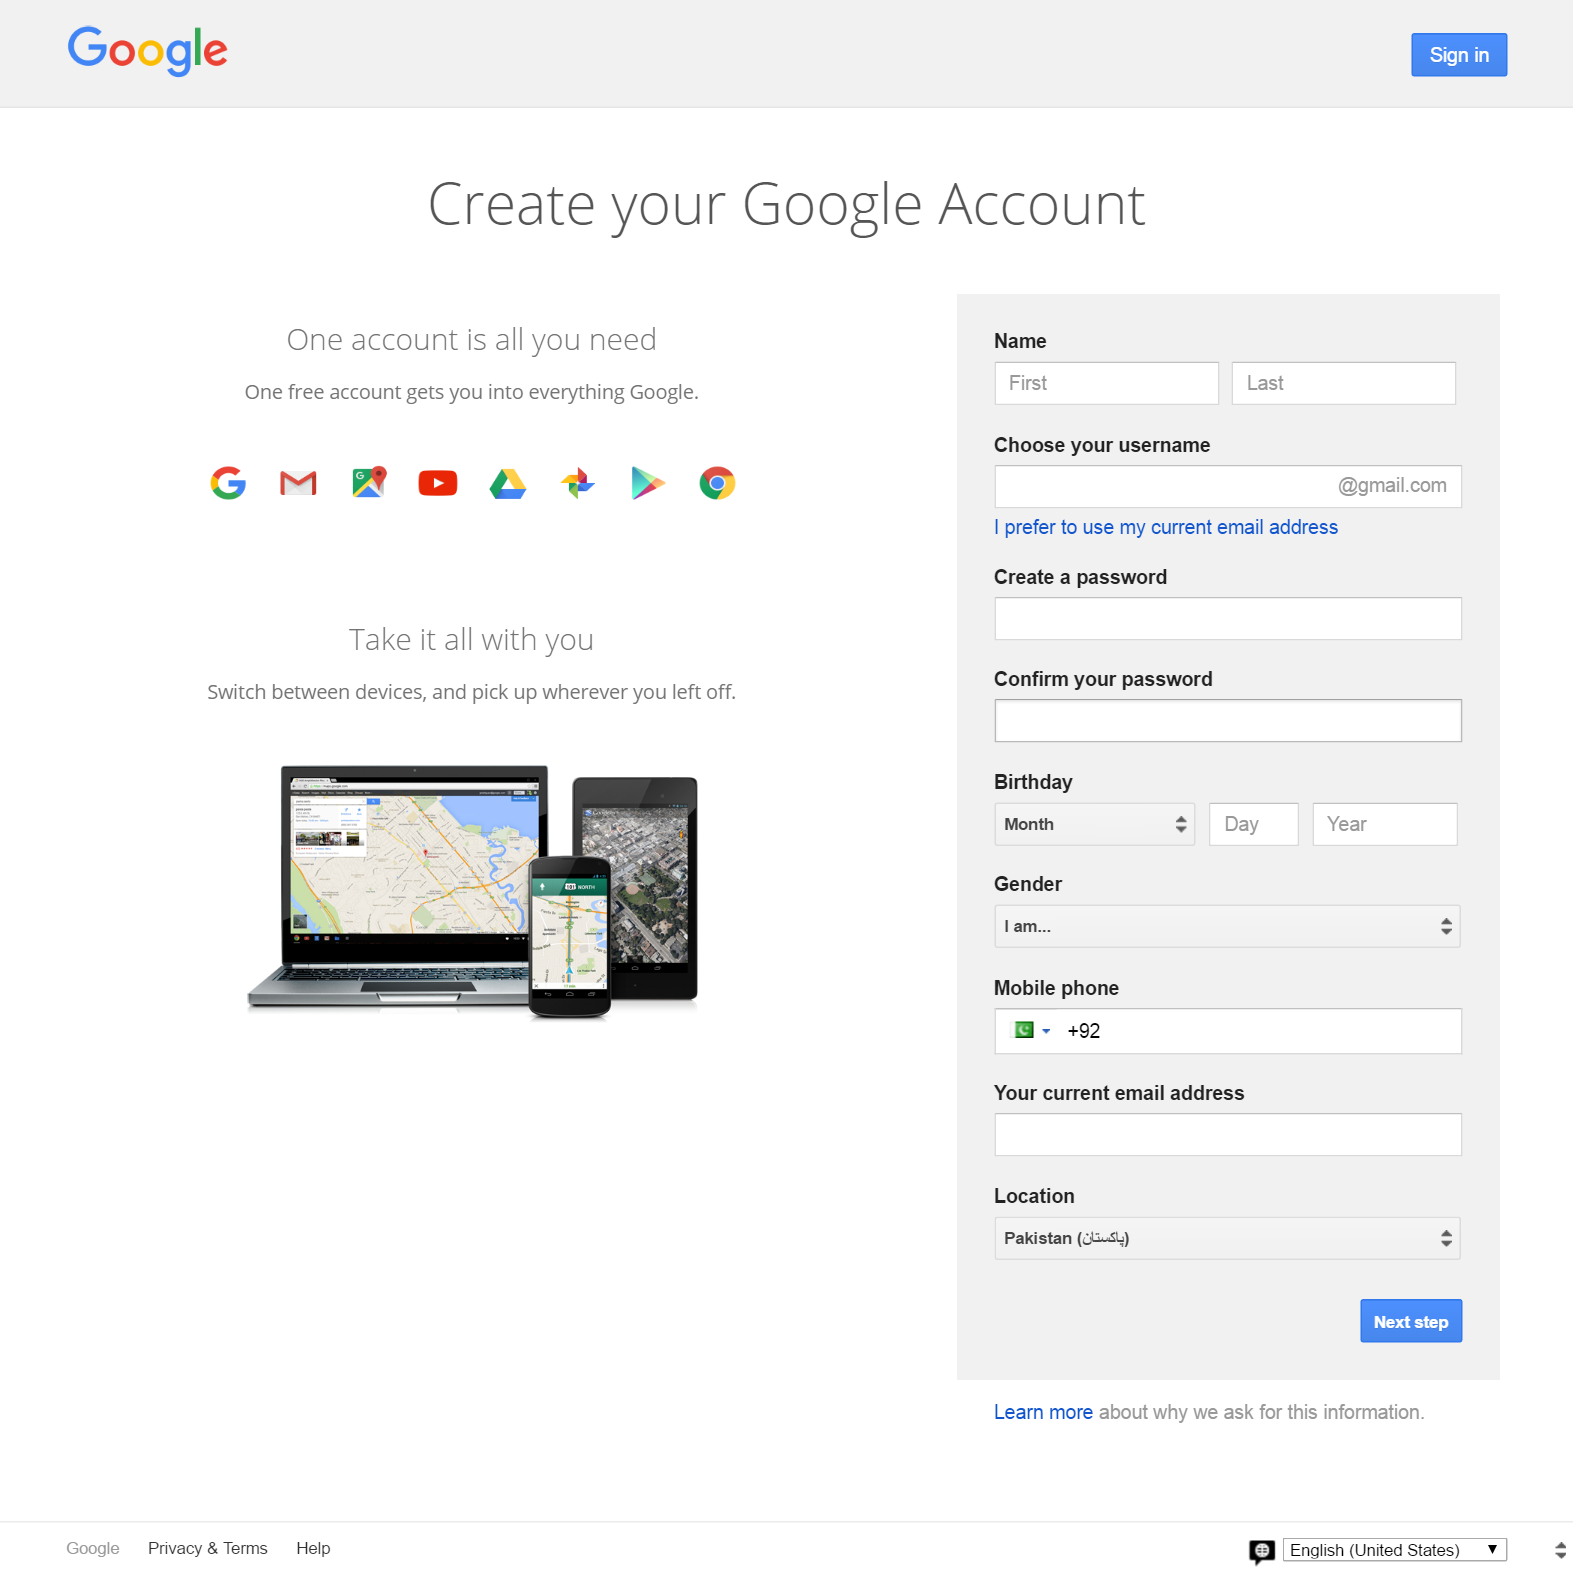 Google
Sign in
Create your Google Account
One account is all you need
One free account gets you into everything Google.
Take it all with you
Switch between devices, and pick up wherever you left off.
101 NORTH
Name
First
Last
Choose your username
@gmail.com
I prefer to use my current email address
Create a password
Confirm your password
Birthday
Month
Day
Year
Gender
I am...
Mobile phone
+92
Your current email address
Location
Pakistan (پاکستان)
Next step
Learn more about why we ask for this information.
Google
Privacy & Terms
Help
English (United States)